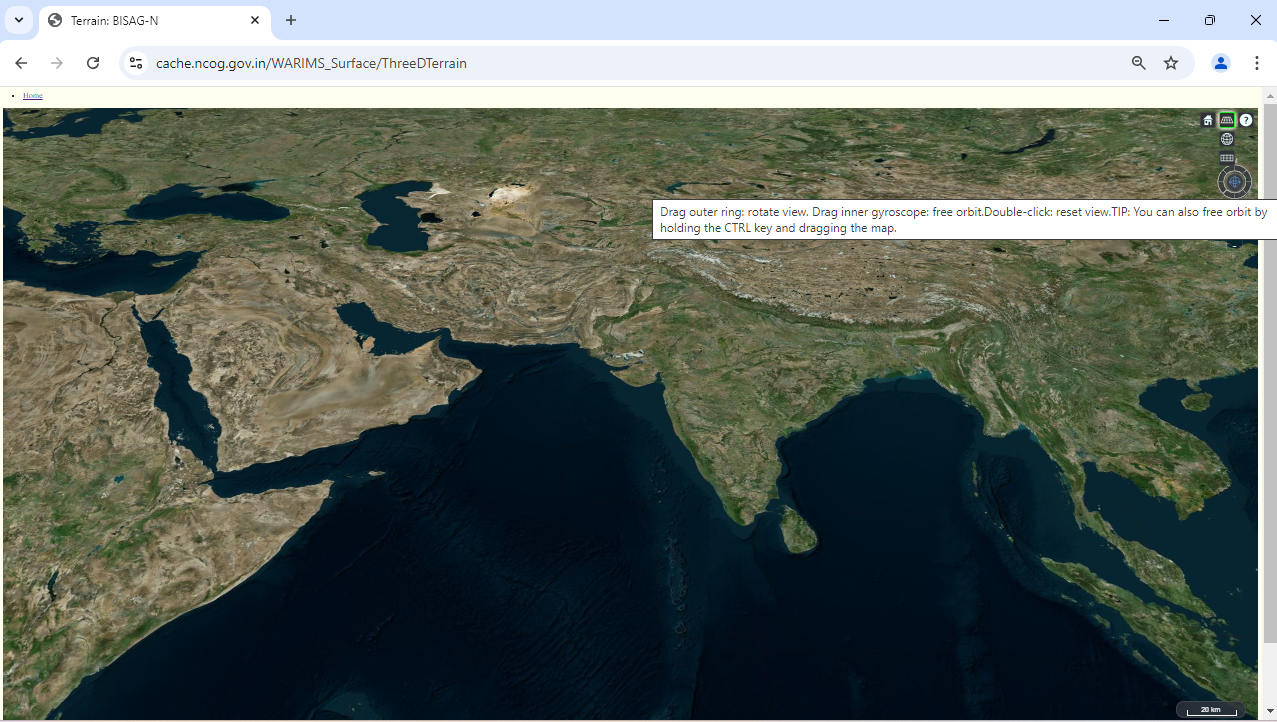 Terrain: BISAG-N
cache.ncog.gov.in/WARIMS_Surface/ThreeDTerrain
Home
?
Drag outer ring: rotate view. Drag inner gyroscope: free orbit.Double-click: reset view.TIP: You can also free orbit by
holding the CTRL key and dragging the map.
20 km